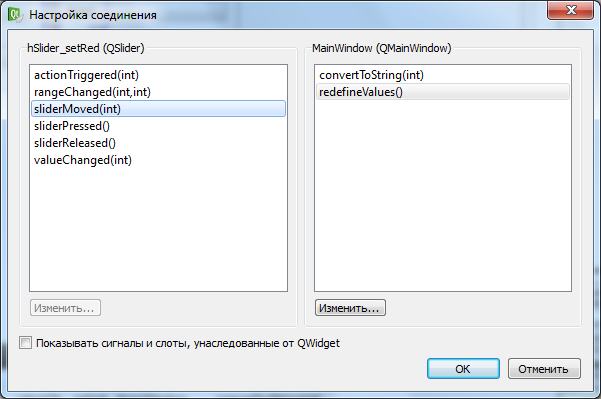 Настройка соединения
hSlider_setRed (QSlider)
actionTriggered(int)
rangeChanged(int,int)
sliderMoved(int)
sliderPressed()
sliderReleased()
valueChanged(int)
Изменить...
MainWindow (QMainWindow)
convertToString(int)
redefineValues()
Изменить...
Показывать сигналы и слоты, унаследованные от QWidget
OK
Отменить